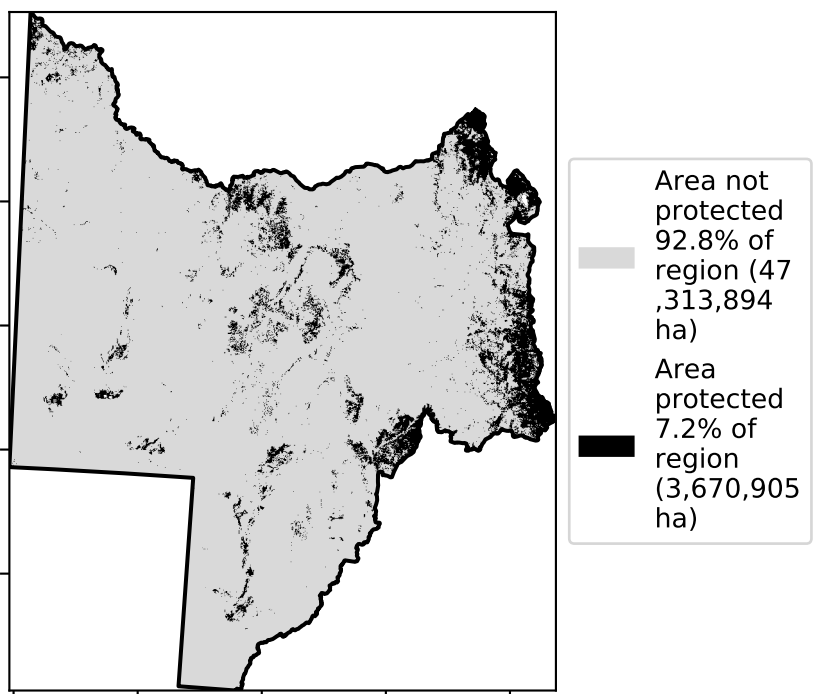 Area not
protected
92.8% of
region (47
,313,894
ha)
Area
protected
7.2% of
region
(3,670,905
ha)